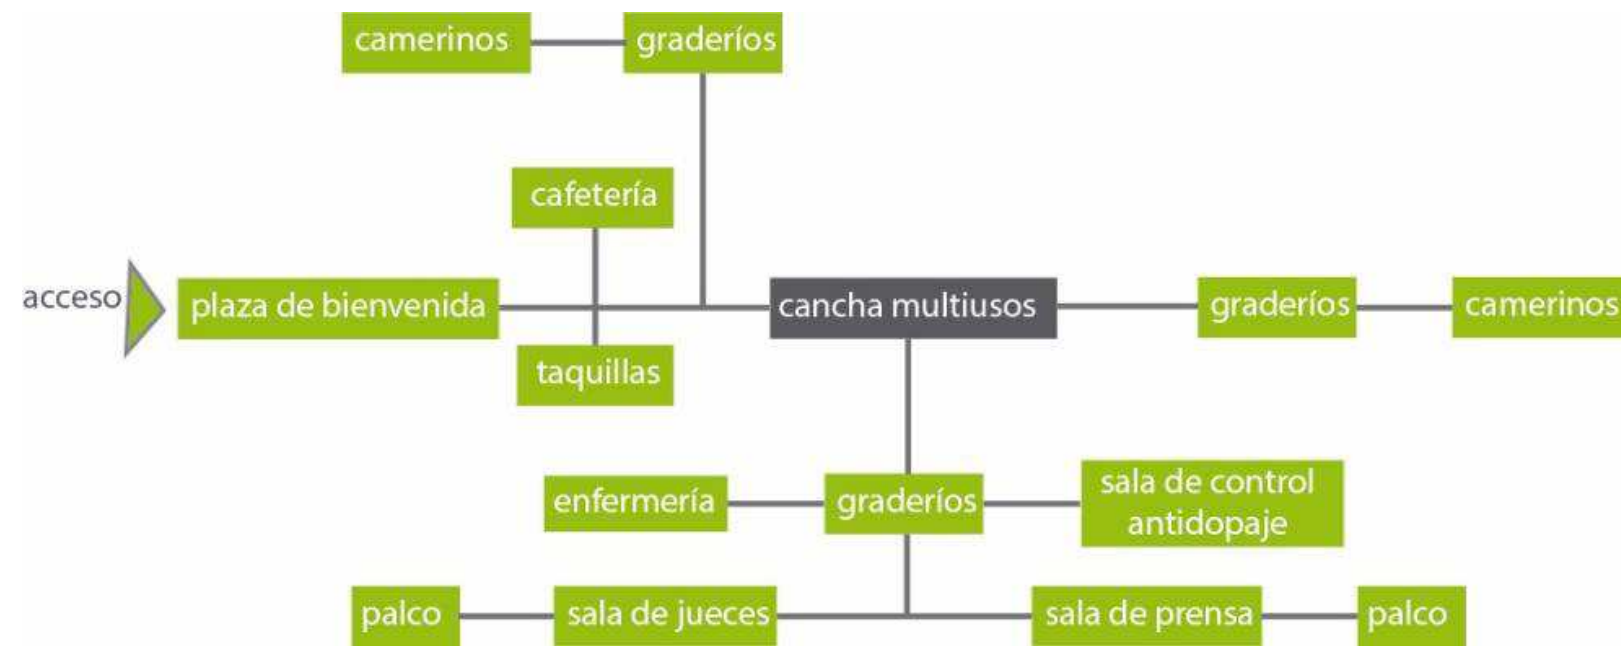 camerinos
graderíos
cafetería
acceso
plaza de bienvenida
cancha multiusos
graderíos
camerinos
taquillas
enfermería
graderíos
sala de control
antidopaje
palco
sala de jueces
sala de prensa
palco